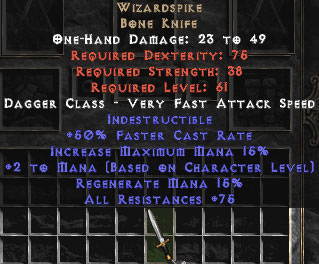 Wizardspike
Bone Knife
One-Hand Damage: 23 to 49
Required Dexterity: 75
Required Strength: 38
Required Level: 61
Dagger Class - Very Fast Attack Speed
Indestructible
+50% Faster Cast Rate
Increase Maximum Mana 15%
+2 to Mana (Based on Character Level)
Regenerate Mana 15%
All Resistances +75